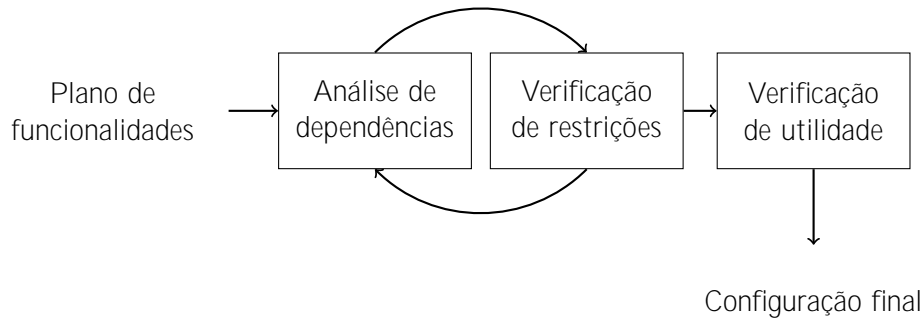 Plano de
funcionalidades
Análise de
dependências
Verificação
de restrições
Verificação
de utilidade
Configuração final